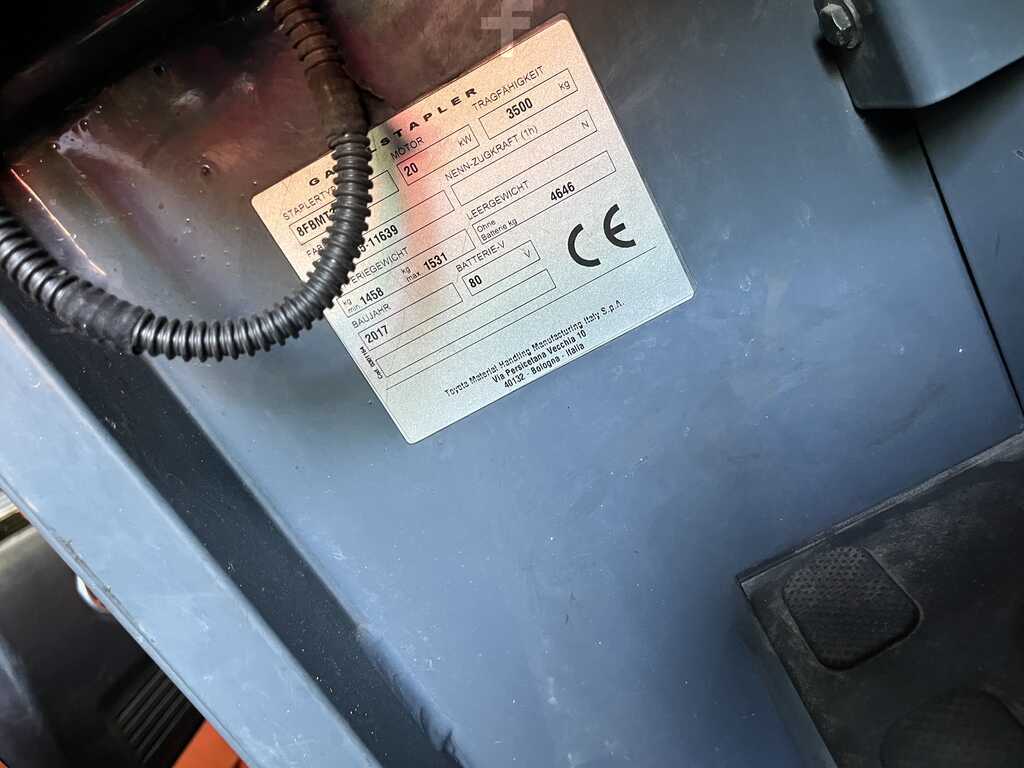 STAPLER
STAPLERTYP
MOTOR
TRAGFÄHIGKEIT
8FBMT
20 kW
3500 kg
NENN-ZUGKRAFT (1h)
N
11639
LEERGEWICHT
kg min. 1458
kg max. 1531
Ohne Batterie kg
4646
BAUJAHR
BATTERIE-V
2017
80 V
CE
Toyota Material Handling Manufacturing Italy S.p.A.
Via Persicetana Vecchia 10
40132 - Bologna - Italia